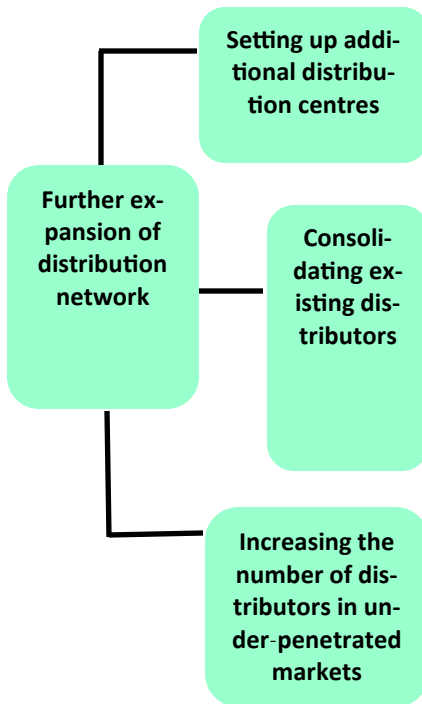 Setting up addi-
tional distribu-
tion centres
Further ex-
pansion of
distribution
network
Consoli-
dating ex-
isting dis-
tributors
Increasing the
number of dis-
tributors in un-
der-penetrated
markets